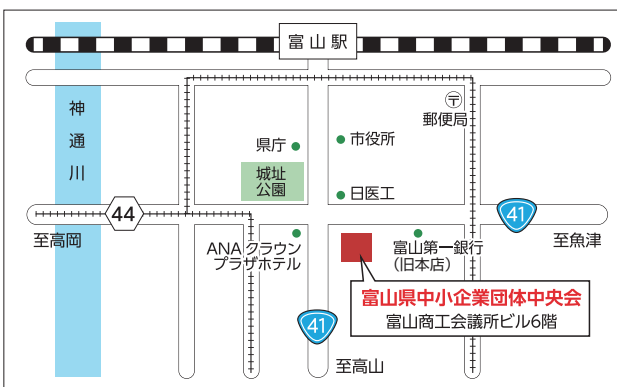 富山駅
神通川
〒
郵便局
県庁
市役所
城址
公園
日医工
44
41
至高岡
ANAクラウン
プラザホテル
富山第一銀行
(旧本店)
至魚津
富山県中小企業団体中央会
富山商工会議所ビル6階
41
至高山